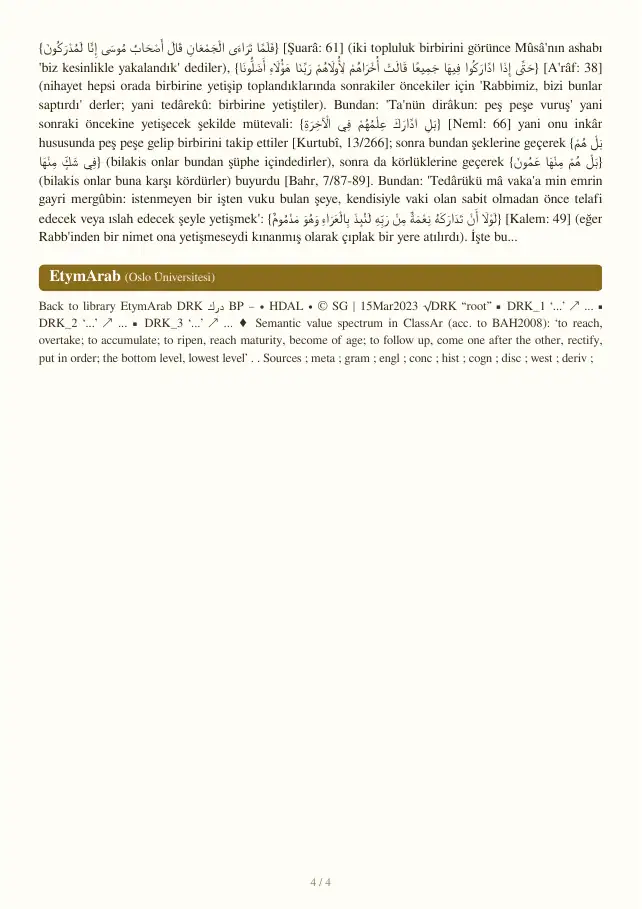 {فَلَمَّا تَرَاءَى الْجَمْعَانِ قَالَ أَصْحَابُ مُوسَى إِنَّا لَمُدْرَكُونَ} [Şuarâ: 61] (iki topluluk birbirini görünce Mûsâ'nın ashabı
'biz kesinlikle yakalandık' dediler), {حَتَّى إِذَا ادَّارَكُوا فِيهَا جَمِيعًا قَالَتْ أُخْرَاهُمْ لِأُولَاهُمْ رَبَّنَا هَؤُلَاءِ أَضَلُّونَا} [A'râf: 38]
(nihayet hepsi orada birbirine yetişip toplandıklarında sonrakiler öncekiler için 'Rabbimiz, bizi bunlar
saptırdı' derler; yani tedârekû: birbirine yetiştiler). Bundan: 'Ta'nün dirâkun: peş peşe vuruş' yani
sonraki öncekine yetişecek şekilde mütevali: {بَلِ ادَّارَكَ عِلْمُهُمْ فِي الْآخِرَةِ} [Neml: 66] yani onu inkâr
hususunda peş peşe gelip birbirini takip ettiler [Kurtubî, 13/266]; sonra bundan şeklerine geçerek {بَلْ هُمْ
فِي شَكٍّ مِنْهَا} (bilakis onlar bundan şüphe içindedirler), sonra da körlüklerine geçerek {بَلْ هُمْ مِنْهَا عَمُونَ}
(bilakis onlar buna karşı kördürler) buyurdu [Bahr, 7/87-89]. Bundan: 'Tedârükü mâ vaka'a min emrin
gayri mergûbin: istenmeyen bir işten vuku bulan şeye, kendisiyle vaki olan sabit olmadan önce telafi
edecek veya ıslah edecek şeyle yetişmek': {لَوْلَا أَنْ تَدَارَكَهُ نِعْمَةٌ مِنْ رَبِّهِ لَنُبِذَ بِالْعَرَاءِ وَهُوَ مَذْمُومٌ} [Kalem: 49] (eğer
Rabb'inden bir nimet ona yetişmeseydi kınanmış olarak çıplak bir yere atılırdı). İşte bu...
EtymArab (Oslo Üniversitesi)
Back to library EtymArab DRK درك BP – • HDAL • © SG | 15Mar2023 √DRK “root” ▪ DRK_1 ‘...’ ↗ ... ▪
DRK_2 ‘...’ ↗ ... ▪ DRK_3 ‘...’ ↗ ... ♦ Semantic value spectrum in ClassAr (acc. to BAH2008): ‘to reach,
overtake; to accumulate; to ripen, reach maturity, become of age; to follow up, come one after the other, rectify,
put in order; the bottom level, lowest level’ . . Sources ; meta ; gram ; engl ; conc ; hist ; cogn ; disc ; west ; deriv ;
4 / 4